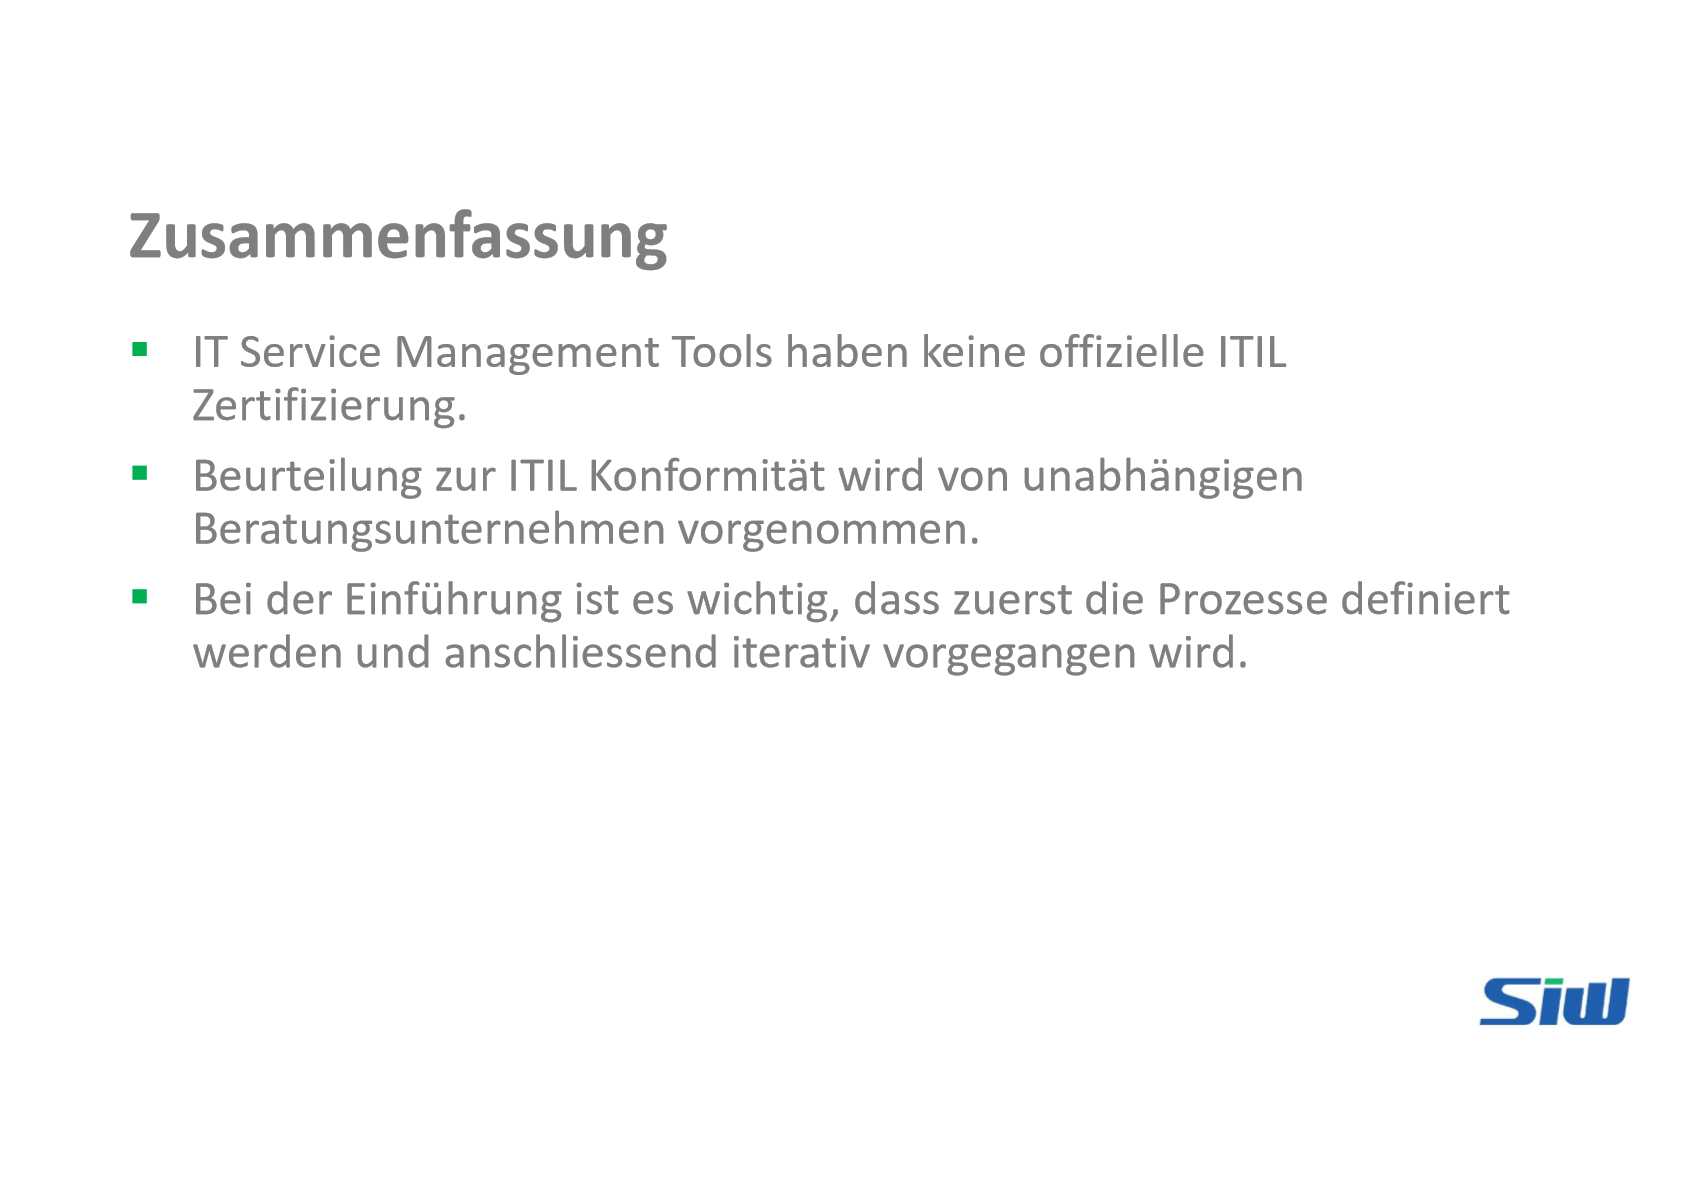 Zusammenfassung
IT Service Management Tools haben keine offizielle ITIL
Zertifizierung.
Beurteilung zur ITIL Konformität wird von unabhängigen
Beratungsunternehmen vorgenommen.
Bei der Einführung ist es wichtig, dass zuerst die Prozesse definiert
werden und anschliessend iterativ vorgegangen wird.
Siw